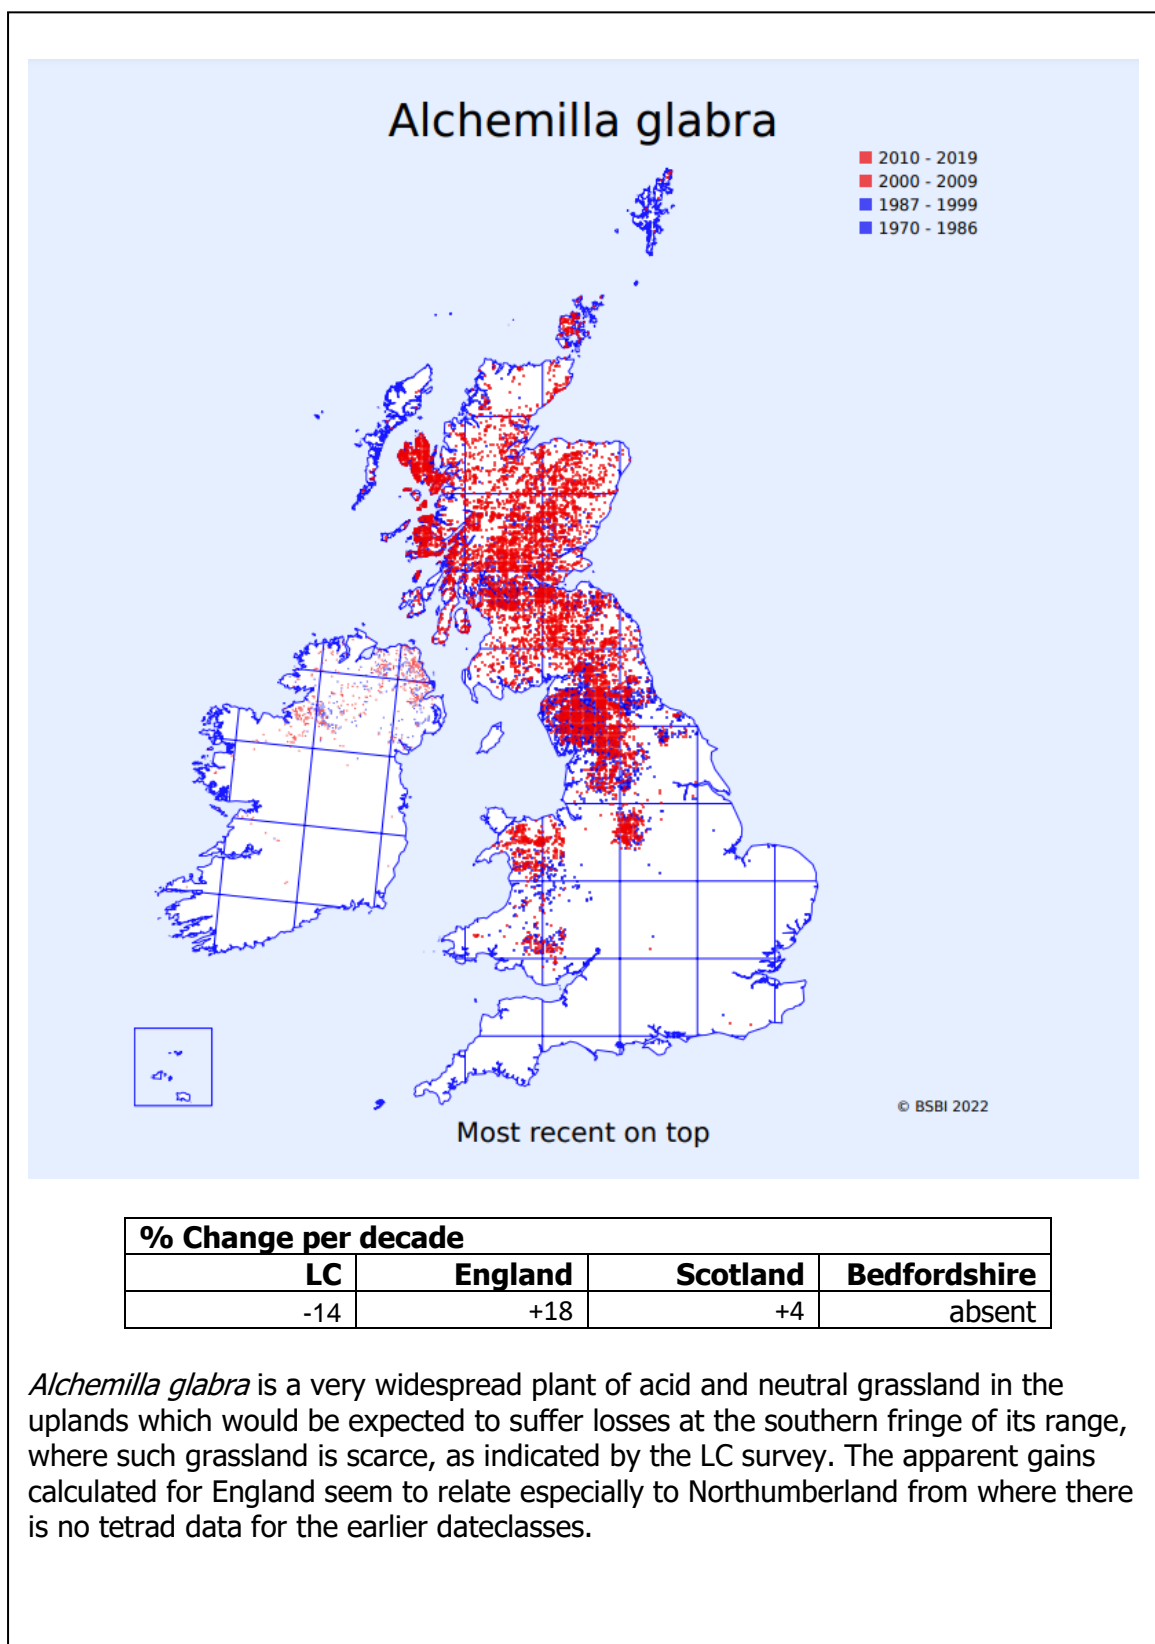 Alchemilla glabra
2010 - 2019
2000 - 2009
1987 - 1999
1970 - 1986
© BSBI 2022
Most recent on top
% Change per decade
LC England Scotland Bedfordshire
-14 +18 +4 absent
Alchemilla glabra is a very widespread plant of acid and neutral grassland in the
uplands which would be expected to suffer losses at the southern fringe of its range,
where such grassland is scarce, as indicated by the LC survey. The apparent gains
calculated for England seem to relate especially to Northumberland from where there
is no tetrad data for the earlier dateclasses.